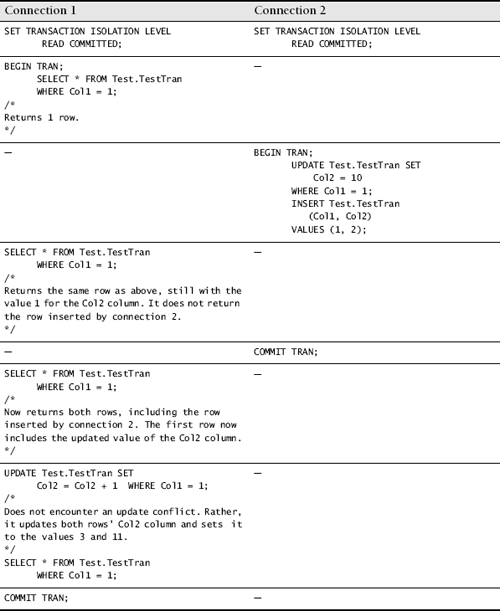 Connection 1 Connection 2
SET TRANSACTION ISOLATION LEVEL SET TRANSACTION ISOLATION LEVEL
READ COMMITTED; READ COMMITTED;
BEGIN TRAN; —
SELECT * FROM Test.TestTran
WHERE Col1 = 1;
/*
Returns 1 row.
*/
— BEGIN TRAN;
UPDATE Test.TestTran SET
Col2 = 10
WHERE Col1 = 1;
INSERT Test.TestTran
(Col1, Col2)
VALUES (1, 2);
SELECT * FROM Test.TestTran —
WHERE Col1 = 1;
/*
Returns the same row as above, still with the
value 1 for the Col2 column. It does not return
the row inserted by connection 2.
*/
— COMMIT TRAN;
SELECT * FROM Test.TestTran —
WHERE Col1 = 1;
/*
Now returns both rows, including the row
inserted by connection 2. The first row now
includes the updated value of the Col2 column.
*/
UPDATE Test.TestTran SET —
Col2 = Col2 + 1 WHERE Col1 = 1;
/*
Does not encounter an update conflict. Rather,
it updates both rows' Col2 column and sets it
to the values 3 and 11.
*/
SELECT * FROM Test.TestTran
WHERE Col1 = 1;
COMMIT TRAN; —